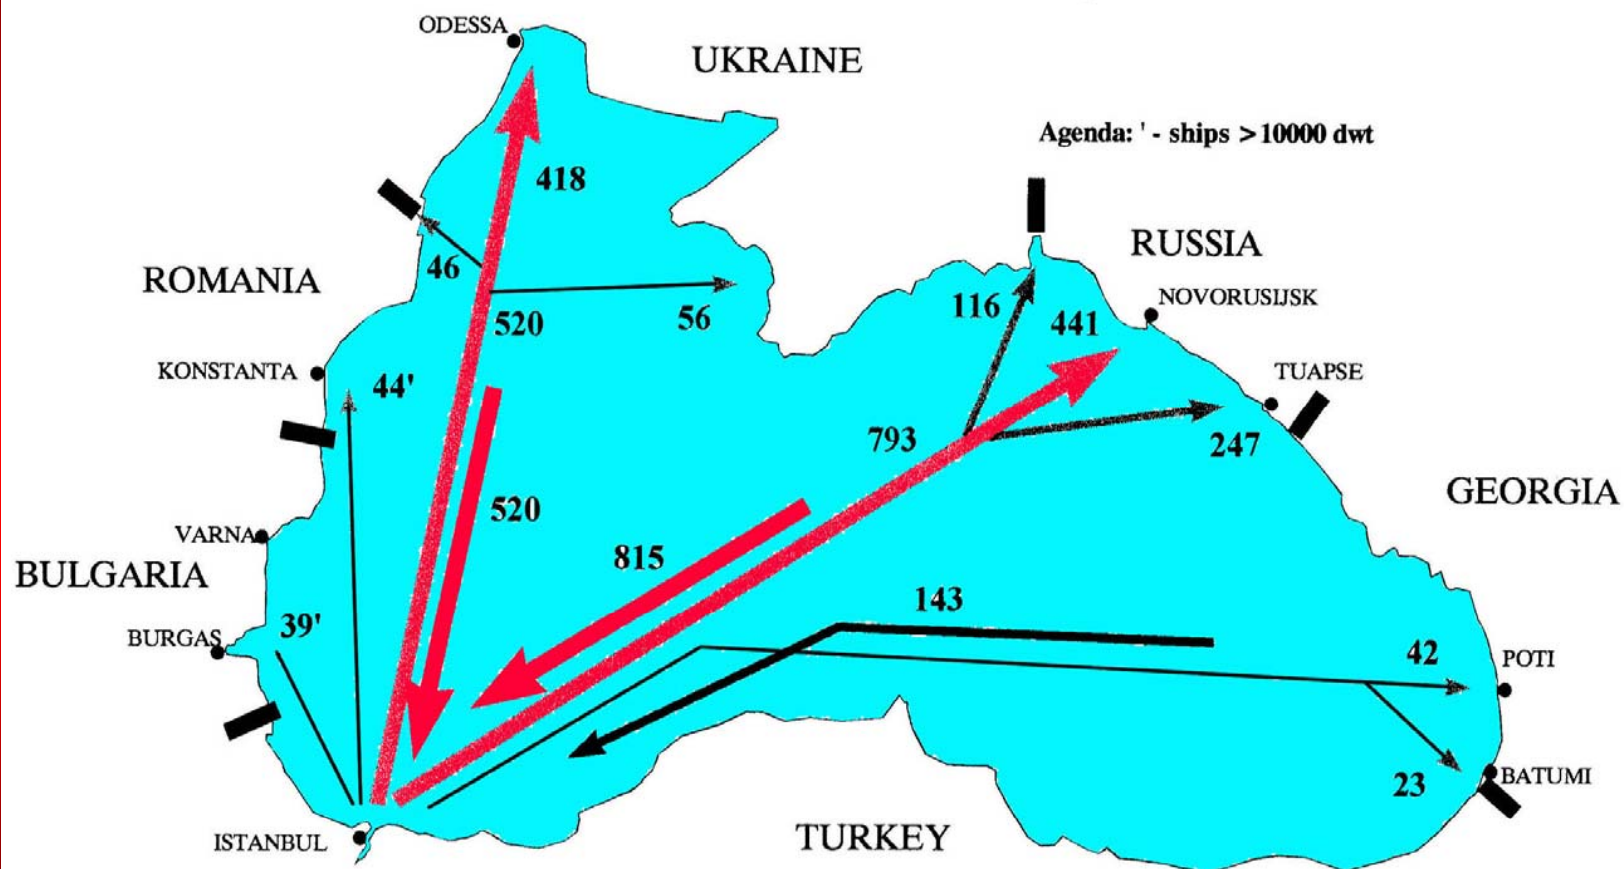 ODESSA
UKRAINE
Agenda: ' - ships > 10000 dwt
418
RUSSIA
46
ROMANIA
NOVORUSIJSK
116
441
520
56
KONSTANTA
TUAPSE
44'
793
247
GEORGIA
520
VARNA
815
BULGARIA
143
39'
BURGAS
42
POTI
BATUMI
23
TURKEY
ISTANBUL